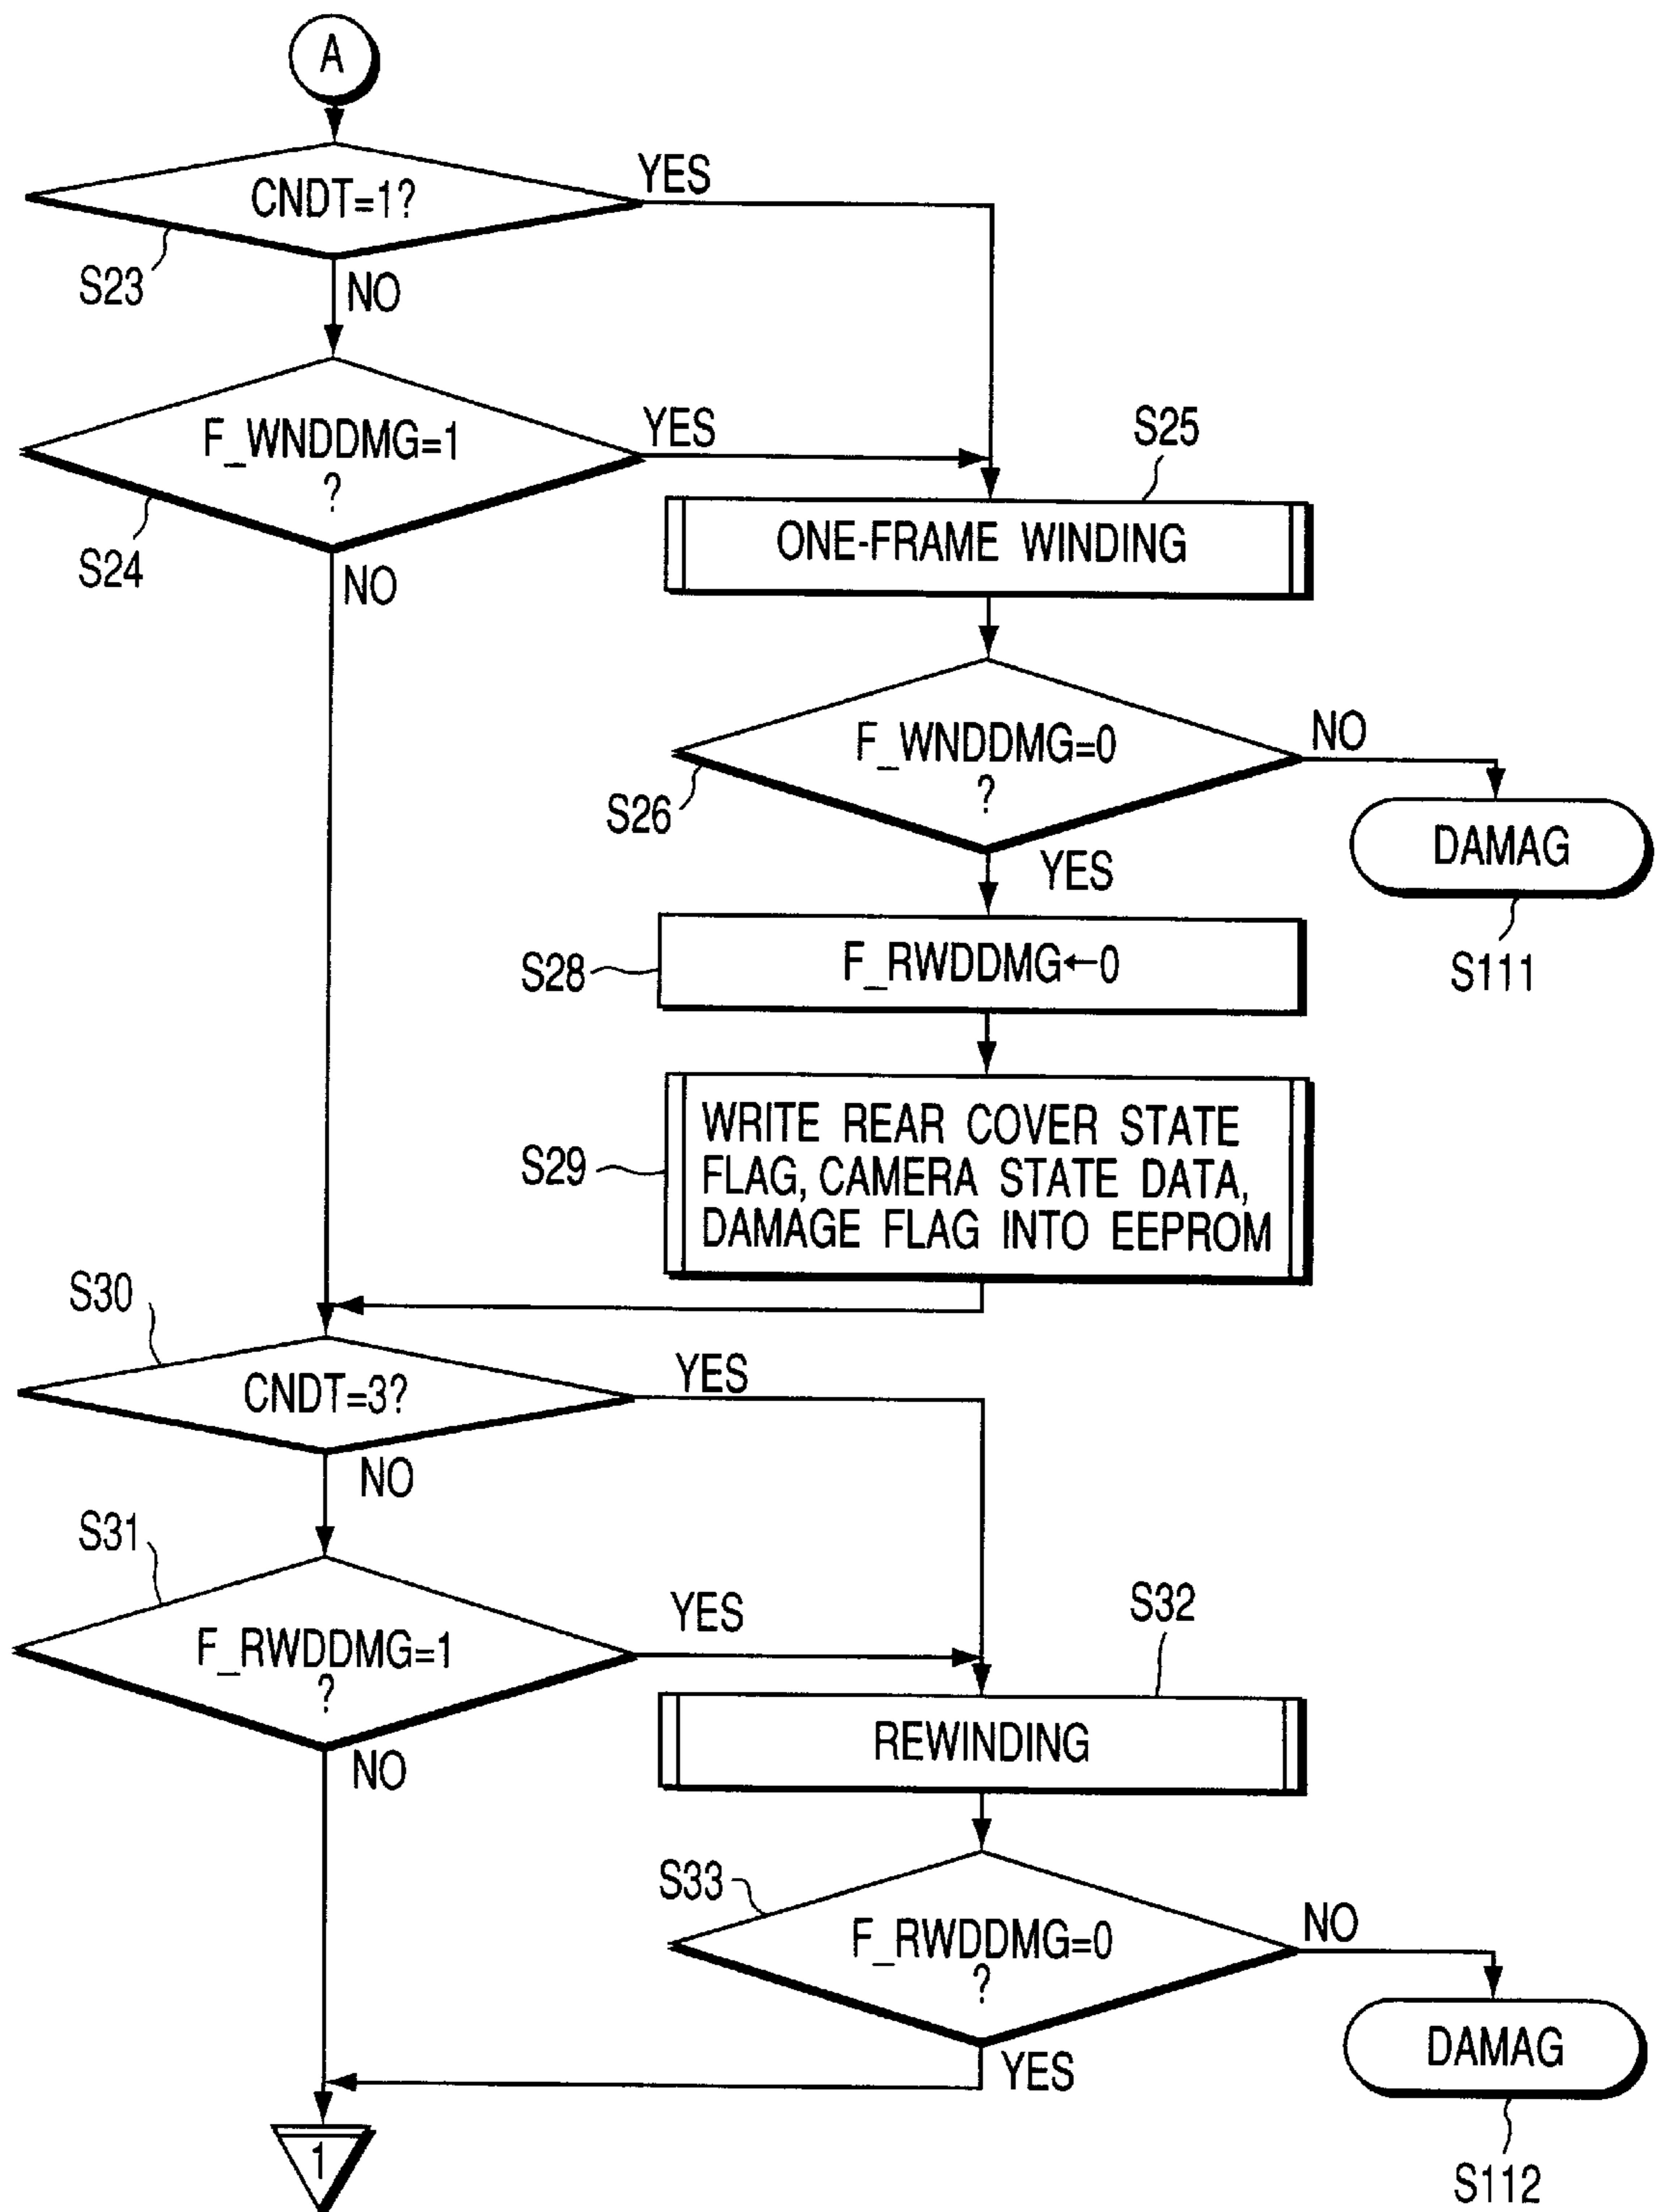 A
CNDT=1?
YES
S23
NO
F_WNDDMG=1
?
YES
S24
NO
S25
ONE-FRAME WINDING
F_WNDDMG=0
?
NO
S26
YES
DAMAG
S111
S28
F_RWDDMG←0
S29
WRITE REAR COVER STATE
FLAG, CAMERA STATE DATA,
DAMAGE FLAG INTO EEPROM
S30
CNDT=3?
YES
NO
S31
F_RWDDMG=1
?
YES
NO
S32
REWINDING
S33
F_RWDDMG=0
?
NO
YES
DAMAG
S112
1